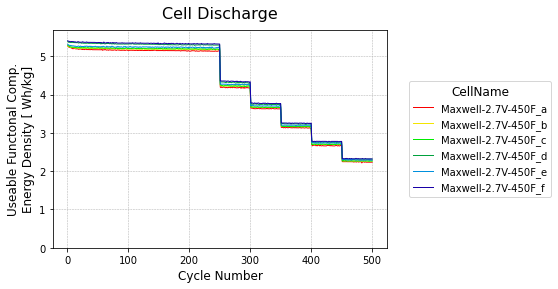 Cell Discharge
Useable Functonal Comp.
Energy Density [ Wh/kg]
5
4
3
2
1
0
0
100
200
300
400
500
Cycle Number
CellName
Maxwell-2.7V-450F_a
Maxwell-2.7V-450F_b
Maxwell-2.7V-450F_c
Maxwell-2.7V-450F_d
Maxwell-2.7V-450F_e
Maxwell-2.7V-450F_f